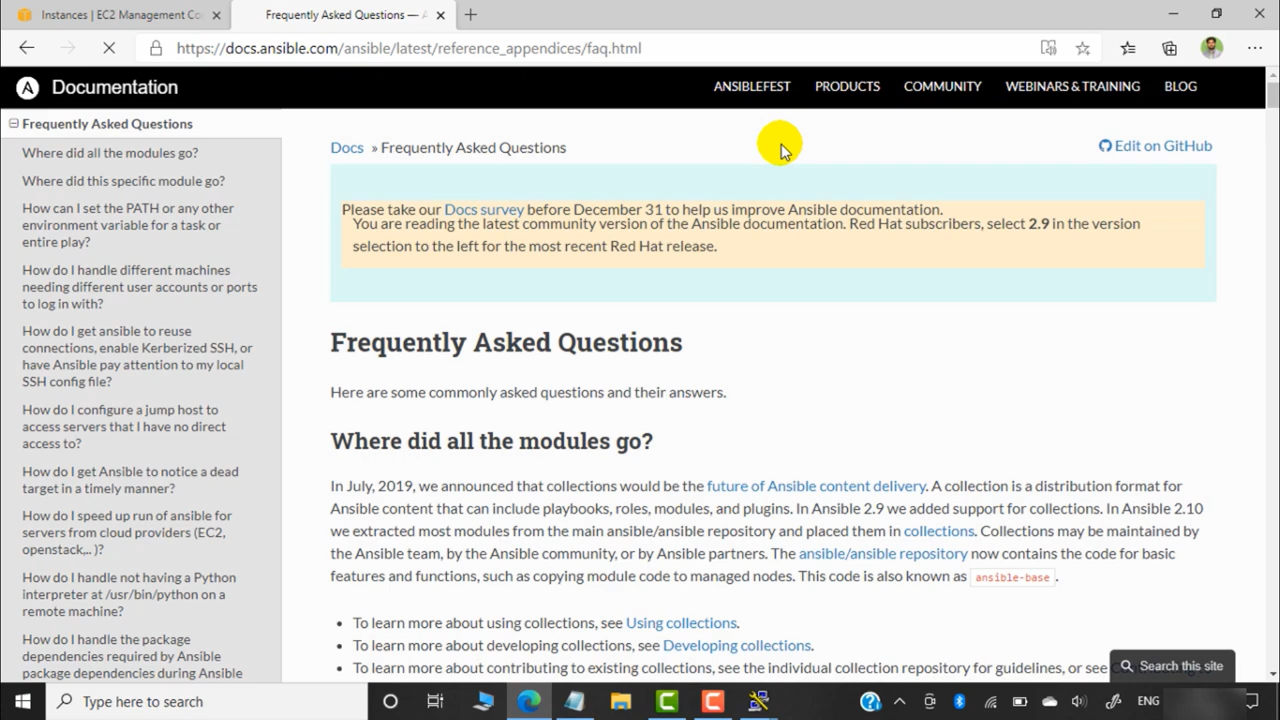 Instances | EC2 Management Co
Frequently Asked Questions —
https://docs.ansible.com/ansible/latest/reference_appendices/faq.html
Documentation
ANSIBLEFEST
PRODUCTS
COMMUNITY
WEBINARS & TRAINING
BLOG
Frequently Asked Questions
Where did all the modules go?
Where did this specific module go?
How can I set the PATH or any other
environment variable for a task or
entire play?
How do I handle different machines
needing different user accounts or ports
to log in with?
How do I get ansible to reuse
connections, enable Kerberized SSH, or
have Ansible pay attention to my local
SSH config file?
How do I configure a jump host to
access servers that I have no direct
access to?
How do I get Ansible to notice a dead
target in a timely manner?
How do I speed up run of ansible for
servers from cloud providers (EC2,
openstack,.. )?
How do I handle not having a Python
interpreter at /usr/bin/python on a
remote machine?
How do I handle the package
dependencies required by Ansible
package dependencies during Ansible
Docs » Frequently Asked Questions
Edit on GitHub
Please take our Docs survey before December 31 to help us improve Ansible documentation.
You are reading the latest community version of the Ansible documentation. Red Hat subscribers, select 2.9 in the version
selection to the left for the most recent Red Hat release.
Frequently Asked Questions
Here are some commonly asked questions and their answers.
Where did all the modules go?
In July, 2019, we announced that collections would be the future of Ansible content delivery. A collection is a distribution format for
Ansible content that can include playbooks, roles, modules, and plugins. In Ansible 2.9 we added support for collections. In Ansible 2.10
we extracted most modules from the main ansible/ansible repository and placed them in collections. Collections may be maintained by
the Ansible team, by the Ansible community, or by Ansible partners. The ansible/ansible repository now contains the code for basic
features and functions, such as copying module code to managed nodes. This code is also known as ansible-base.
• To learn more about using collections, see Using collections.
• To learn more about developing collections, see Developing collections.
• To learn more about contributing to existing collections, see the individual collection repository for guidelines, or see
Search this site
Type here to search
ENG